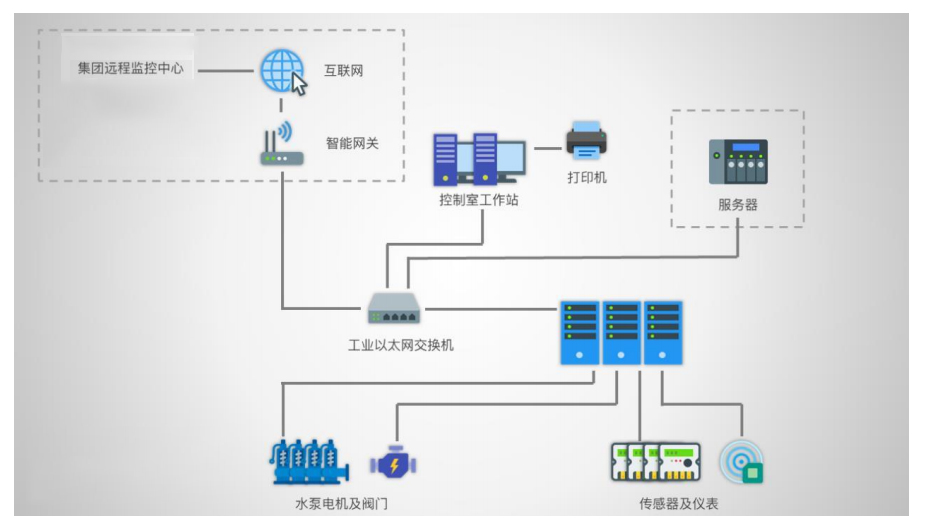 集团远程监控中心
互联网
智能网关
打印机
控制室工作站
服务器
工业以太网交换机
水泵电机及阀门
传感器及仪表